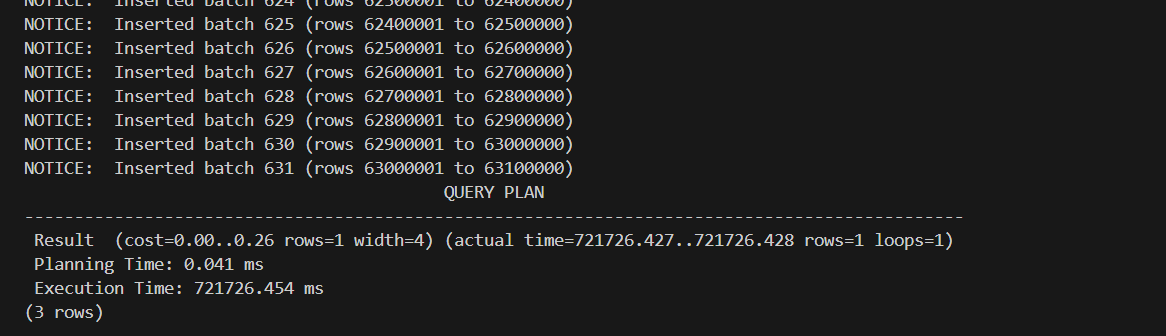 NOTICE:  Inserted batch 624 (rows 62300001 to 62400000)
NOTICE:  Inserted batch 625 (rows 62400001 to 62500000)
NOTICE:  Inserted batch 626 (rows 62500001 to 62600000)
NOTICE:  Inserted batch 627 (rows 62600001 to 62700000)
NOTICE:  Inserted batch 628 (rows 62700001 to 62800000)
NOTICE:  Inserted batch 629 (rows 62800001 to 62900000)
NOTICE:  Inserted batch 630 (rows 62900001 to 63000000)
NOTICE:  Inserted batch 631 (rows 63000001 to 63100000)
QUERY PLAN
----------------------------------------------------------------------------------------------
Result  (cost=0.00..0.26 rows=1 width=4) (actual time=721726.427..721726.428 rows=1 loops=1)
Planning Time: 0.041 ms
Execution Time: 721726.454 ms
(3 rows)